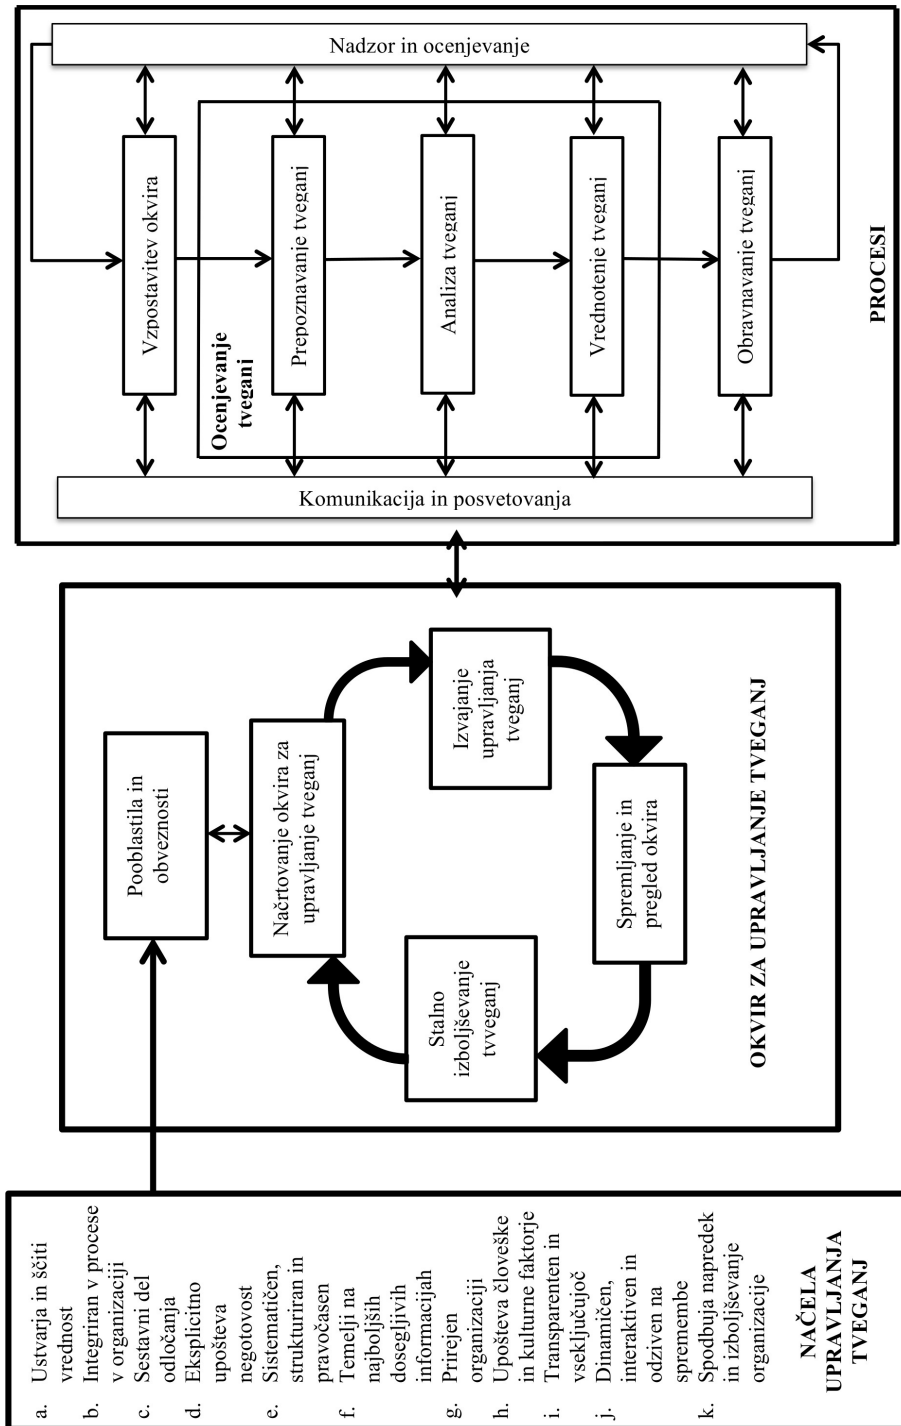 a. Ustvarja in ščiti
vrednost
b. Integriran v procese
v organizaciji
c. Sestavni del
odločanja
d. Eksplicitno
upošteva
negotovost
e. Sistematičen,
strukturiran in
pravočasen
f. Temelji na
najboljših
dosegljivih
informacijah
g. Prirejen
organizaciji
h. Upošteva človeške
in kulturne faktorje
i. Transparenten in
vseključujoč
j. Dinamičen,
interaktiven in
odziven na
spremembe
k. Spodbuja napredek
in izboljševanje
organizacije
NAČELA
UPRAVLJANJA
TVEGANJ
Pooblastila in
obveznosti
Načrtovanje okvira za
upravljanje tveganj
Izvajanje
upravljanja
tveganj
Spremljanje in
pregled okvira
Stalno
izboljševanje
tvveganj
OKVIR ZA UPRAVLJANJE TVEGANJ
Komunikacija in posvetovanja
Vzpostavitev okvira
Ocenjevanje
tvegani
Prepoznavanje tveganj
Analiza tveganj
Vrednotenje tveganj
Obravnavanje tveganj
Nadzor in ocenjevanje
PROCESI